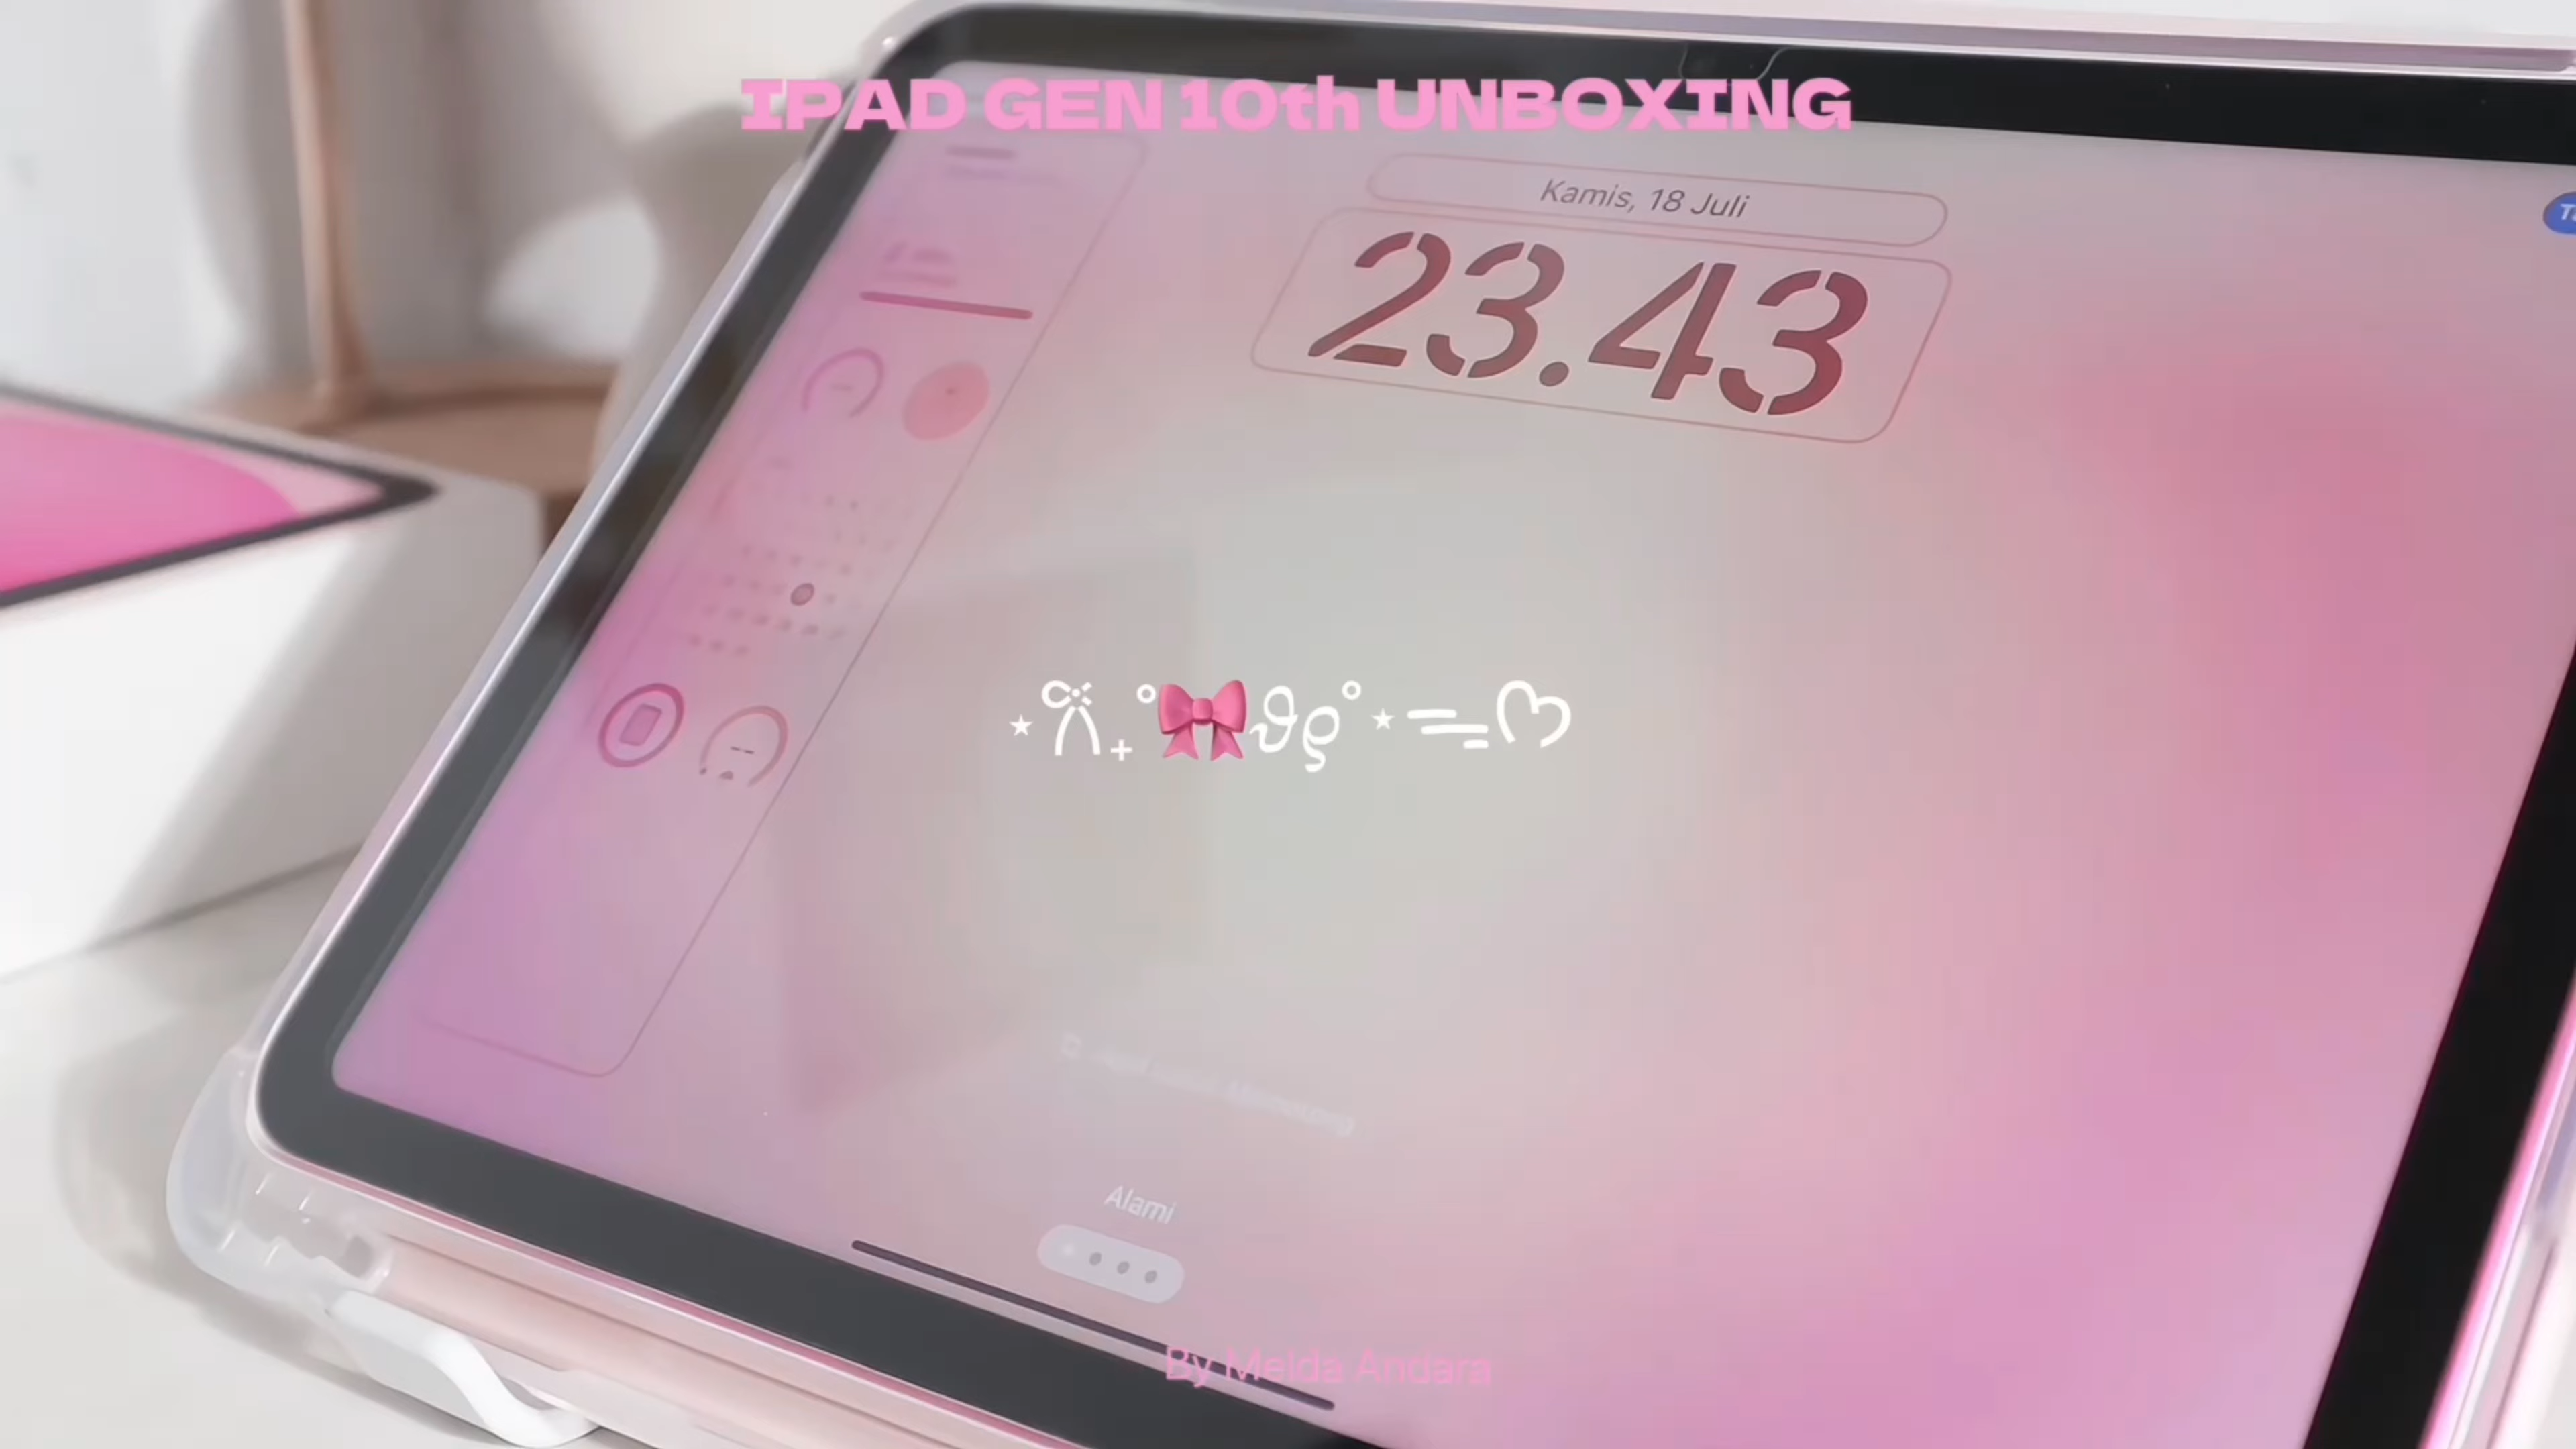 IPAD GEN 10th UNBOXING
Kamis, 18 Juli
23.43
Alami
By Melda Andara